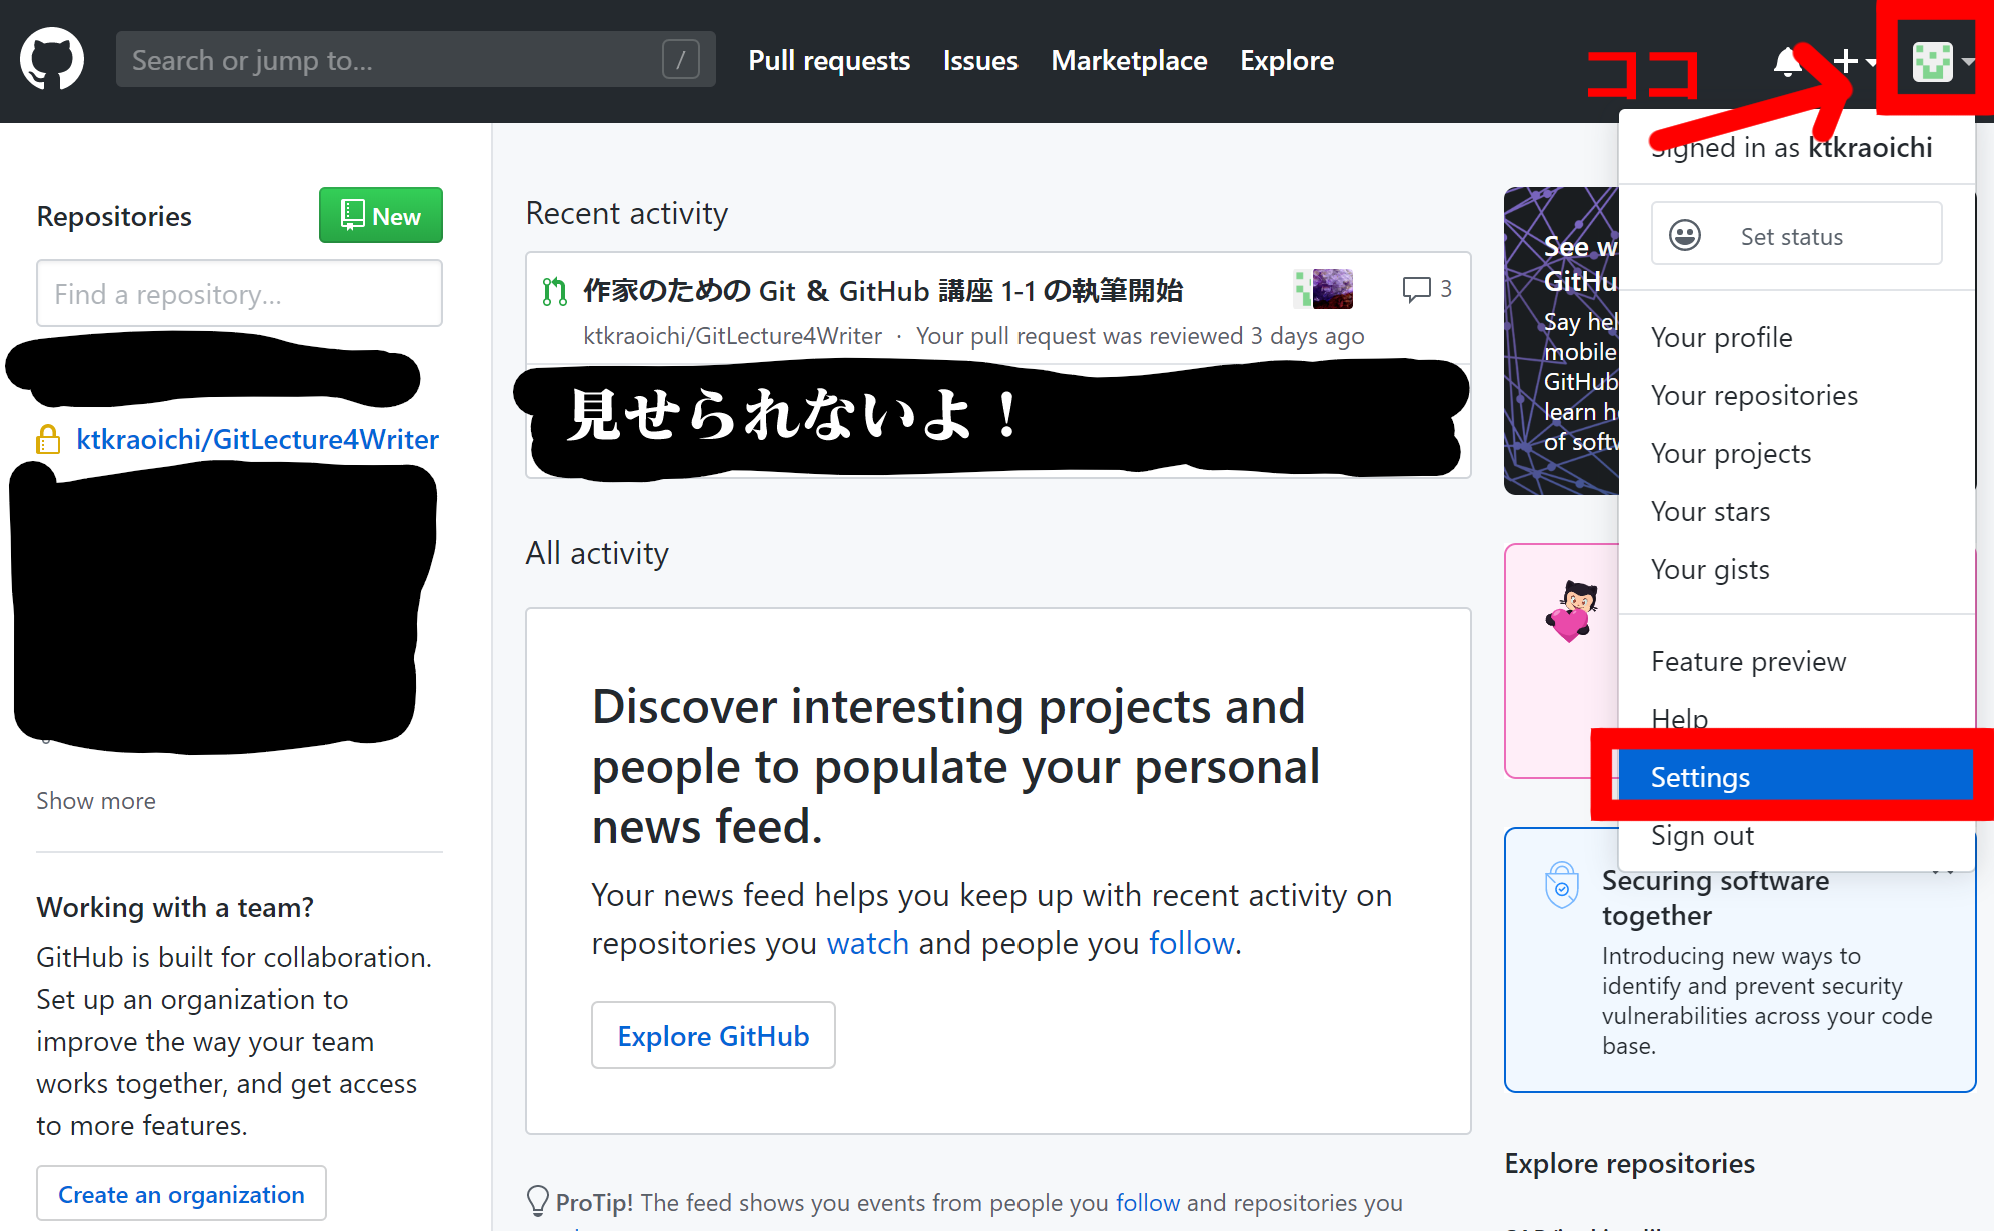 Search or jump to...
/
Pull requests
Issues
Marketplace
Explore
ココ
Signed in as ktkraoichi
Set status
Your profile
Your repositories
Your projects
Your stars
Your gists
Feature preview
Help
Settings
Sign out
Repositories
New
Find a repository...
ktkraoichi/GitLecture4Writer
Show more
Working with a team?
GitHub is built for collaboration.
Set up an organization to
improve the way your team
works together, and get access
to more features.
Create an organization
Recent activity
作家のための Git & GitHub 講座 1-1 の執筆開始
3
ktkraoichi/GitLecture4Writer · Your pull request was reviewed 3 days ago
見せられないよ！
All activity
Discover interesting projects and
people to populate your personal
news feed.
Your news feed helps you keep up with recent activity on
repositories you watch and people you follow.
Explore GitHub
ProTip! The feed shows you events from people you follow and repositories you
See
GitHu
Say hel
mobile
GitHub
learn
of
Securing software
together
Introducing new ways to
identify and prevent security
vulnerabilities across your code
base.
Explore repositories